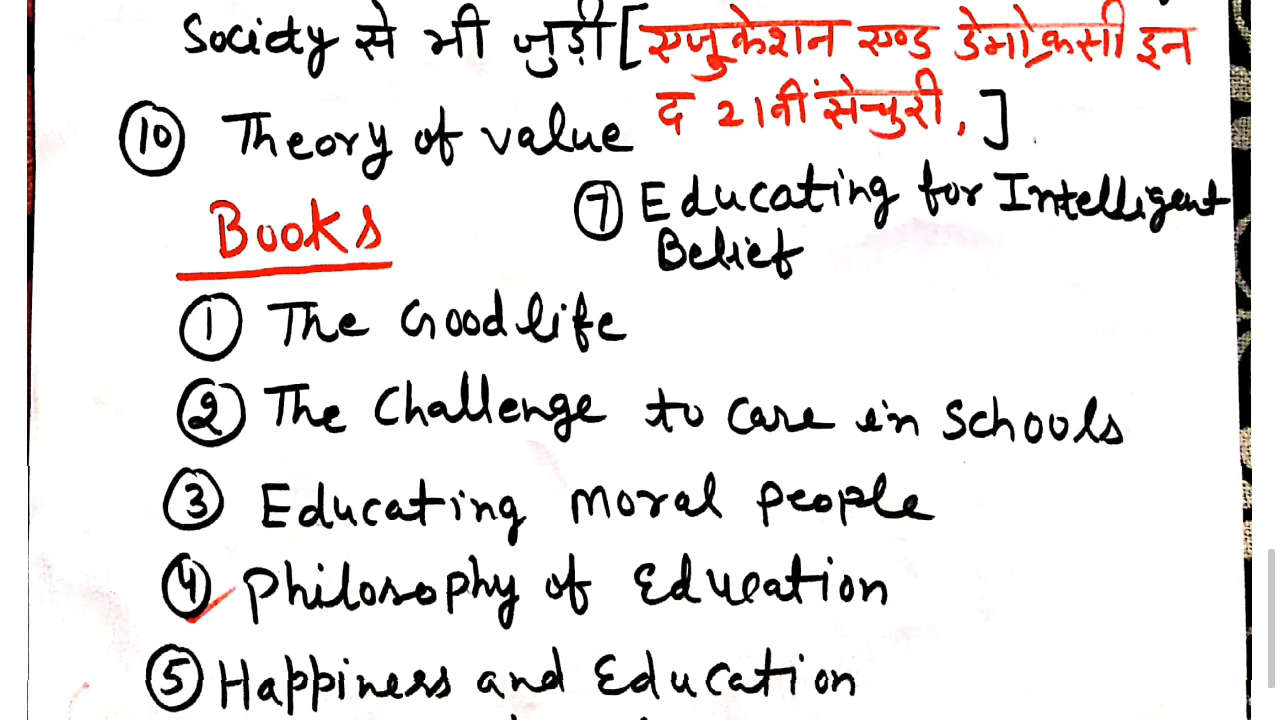 Society से भी जुड़ी [एजुकेशन एण्ड डेमोक्रसी इन
द 21वीं सेन्चुरी, ]
⑩ Theory of value
⑦ Educating for Intelligent
Belief
Books
① The Good life
② The Challenge to Care in Schools
③ Educating moral people
④ Philosophy of Education
⑤ Happiness and Education